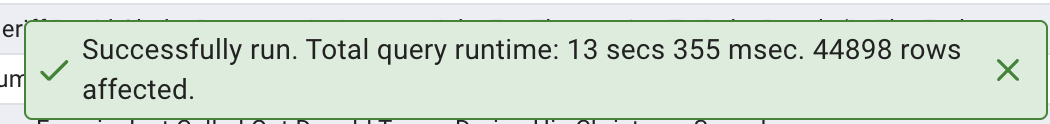 Successfully run. Total query runtime: 13 secs 355 msec. 44898 rows
affected.